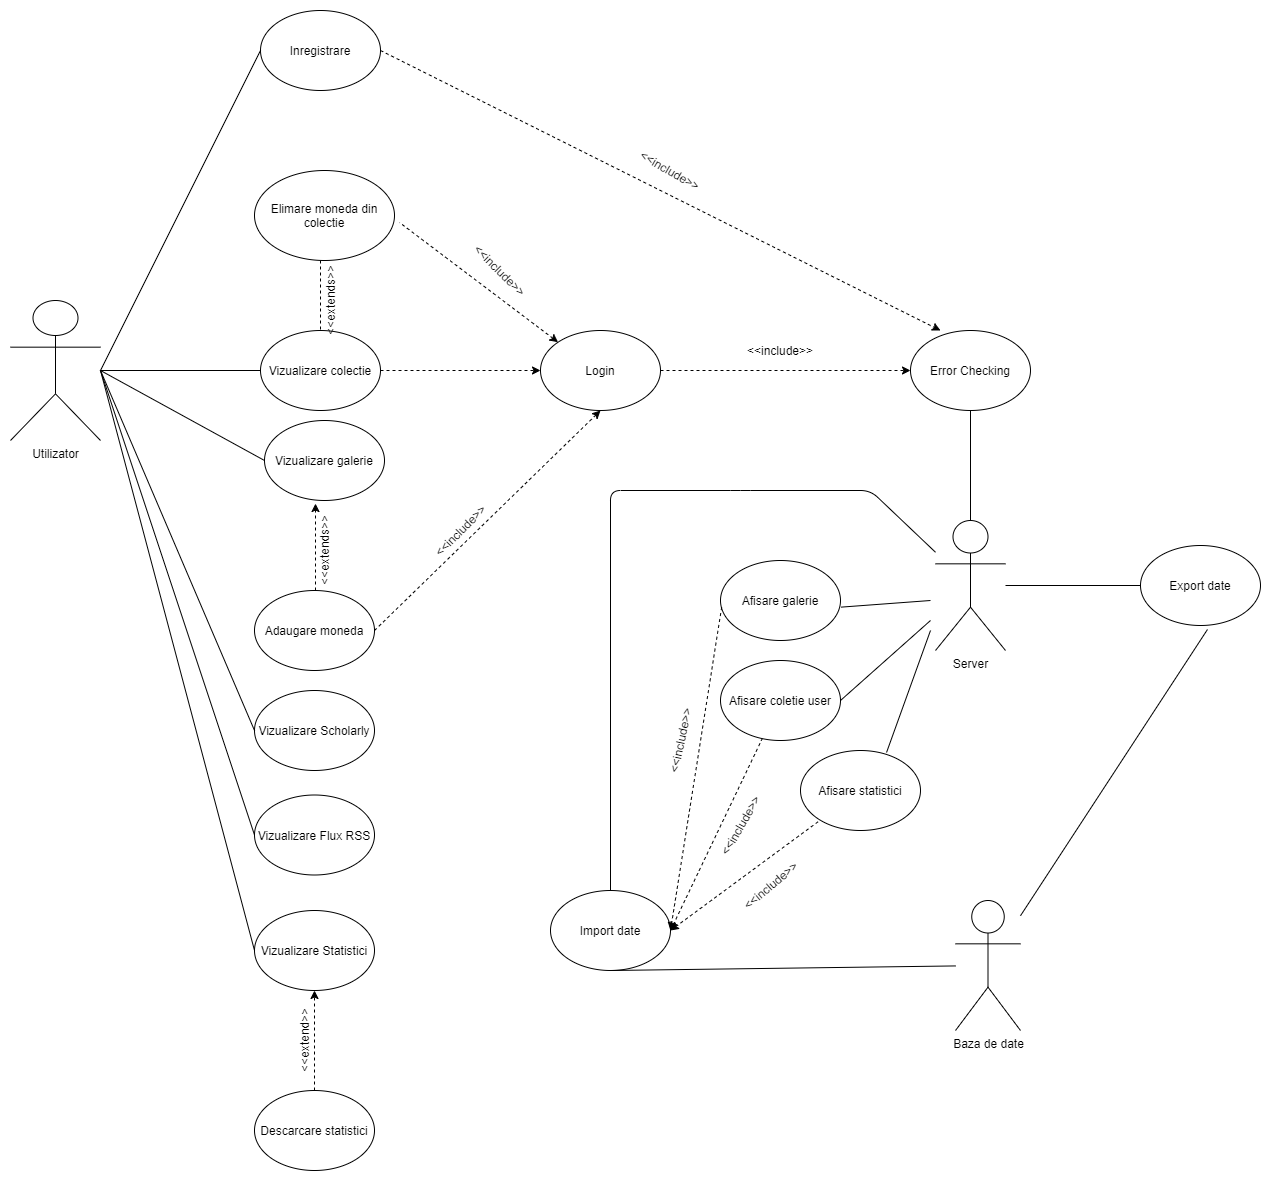 Inregistrare
<<include>>
Elimare moneda din
colectie
<<include>>
<<extends>>
Utilizator
Vizualizare colectie
Login
<<include>>
Error Checking
Vizualizare galerie
<<extends>>
<<include>>
Adaugare moneda
Server
Export date
Afisare galerie
Afisare coletie user
Afisare statistici
<<include>>
<<include>>
<<include>>
Vizualizare Scholarly
Vizualizare Flux RSS
Vizualizare Statistici
Import date
Baza de date
<<extend>>
Descarcare statistici